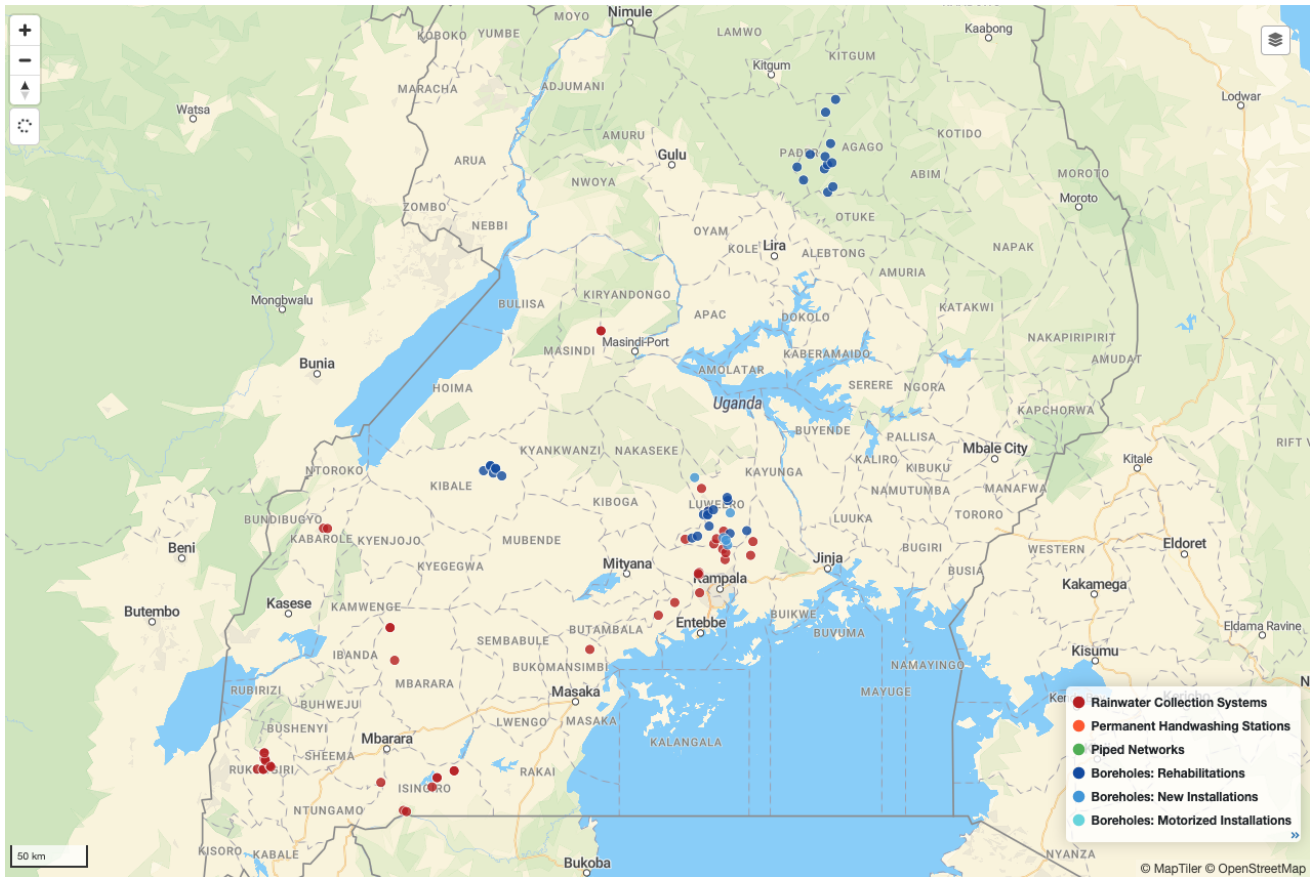 MOYO
Nimule
LAMWO
Kaabong
KOBOKO
YUMBE
KITGUM
Kitgum
MARACHA
ADJUMANI
Lodwar
Watsa
KOTIDO
AMURU
AGAGO
PADER
Gulu
ARUA
ABIM
MOROTO
NWOYA
Moroto
ZOMBO
OTUKE
NEBBI
OYAM
KOLE
Lira
ALEBTONG
NAPAK
AMURIA
Mongbwalu
BULIISA
KIRYANDONGO
APAC
DOKOLO
KATAKWI
Masindi-Port
NAKAPIRIPIRIT
MASINDI
KABERAMAIDO
AMUDAT
Bunia
AMOLATAR
HOIMA
SERERE
NGORA
Uganda
KAPCHORWA
BUYENDE
PALLISA
RIFT V
KYANKWANZI
NAKASEKE
Mbale City
NTOROKO
KALIRO
Kitale
KAYUNGA
KIBUKU
KIBALE
NAMUTUMBA
MANAFWA
KIBOGA
LUWEERO
BUNDIBUGYO
LUUKA
TORORO
KABAROLE
KYENJOJO
MUBENDE
Beni
BUGIRI
WESTERN
Eldoret
KYEGEGWA
Mityana
Jinja
BUSIA
Kampala
Kakamega
Kasese
KAMWENGE
Butembo
BUIKWE
Entebbe
BUTAMBALA
BUVUMA
Eldama Ravine
SEMBABULE
IBANDA
Kisumu
BUKOMANSIMBI
NAMAYINGO
MBARARA
RUBIRIZI
Masaka
MAYUGE
BUHWEJU
Kericho
LWENGO
MASAKA
BUSHENYI
Mbarara
KALANGALA
SHEEMA
RAKAI
ISINGIRO
NTUNGAMO
KISORO
KABALE
NYANZA
Bukoba
Rainwater Collection Systems
Permanent Handwashing Stations
Piped Networks
Boreholes: Rehabilitations
Boreholes: New Installations
Boreholes: Motorized Installations
»
50 km
© MapTiler © OpenStreetMap